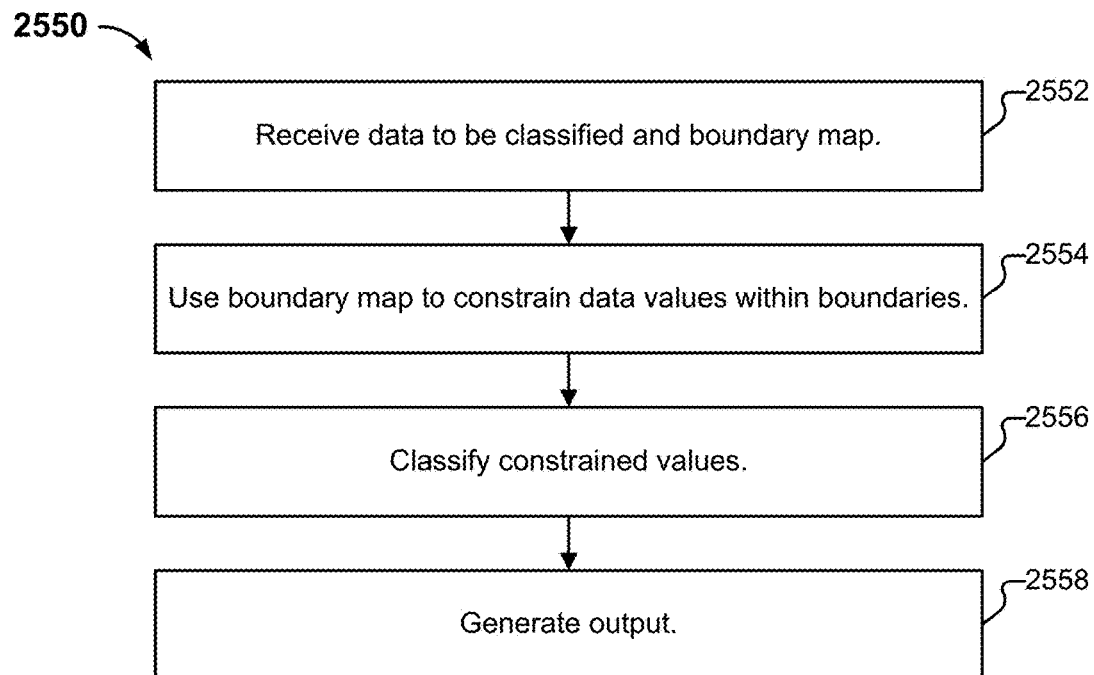 2550
2552
Receive data to be classified and boundary map.
2554
Use boundary map to constrain data values within boundaries.
2556
Classify constrained values.
2558
Generate output.